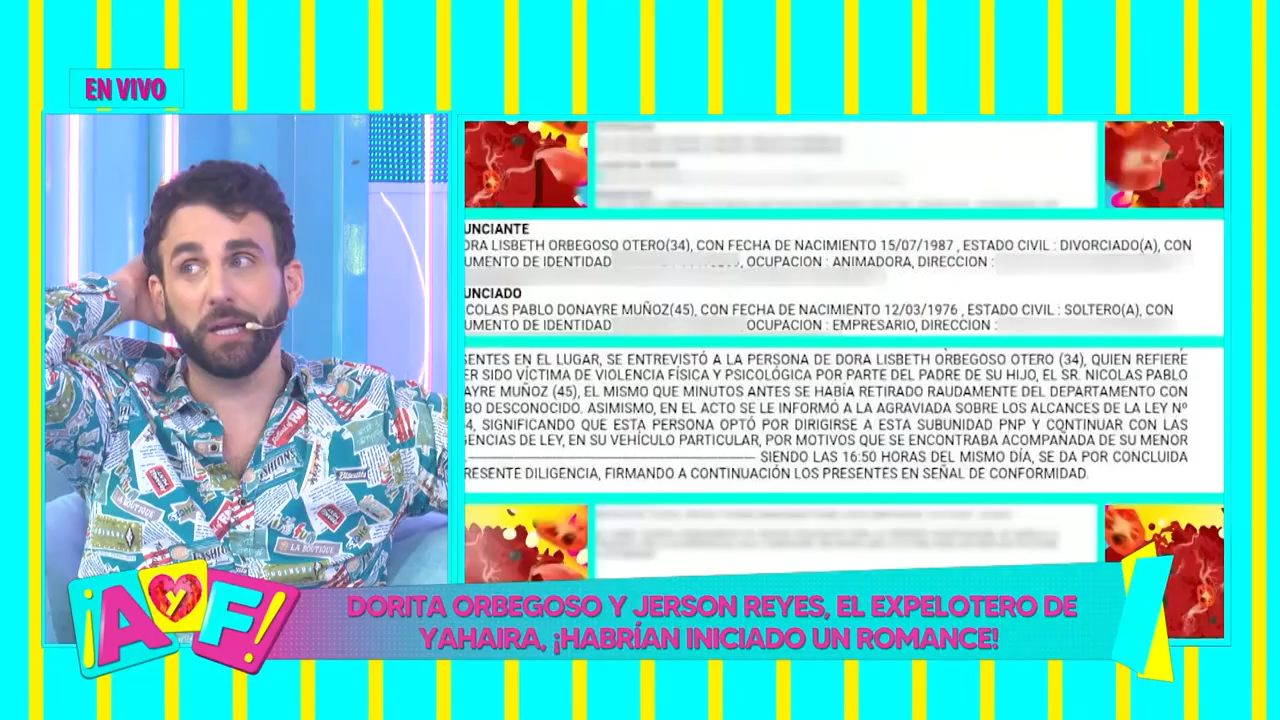 EN VIVO
UNCIANTE
ORA LISBETH ORBEGOSO OTERO(34), CON FECHA DE NACIMIENTO 15/07/1987 , ESTADO CIVIL : DIVORCIADO(A), CON
UMENTO DE IDENTIDAD , OCUPACION : ANIMADORA, DIRECCION :
UNCIADO
ICOLAS PABLO DONAYRE MUÑOZ(45), CON FECHA DE NACIMIENTO 12/03/1976 , ESTADO CIVIL : SOLTERO(A), CON
UMENTO DE IDENTIDAD OCUPACION : EMPRESARIO, DIRECCION :
SENTES EN EL LUGAR, SE ENTREVISTÓ A LA PERSONA DE DORA LISBETH ORBEGOSO OTERO (34), QUIEN REFIERE
ER SIDO VÍCTIMA DE VIOLENCIA FÍSICA Y PSICOLÓGICA POR PARTE DEL PADRE DE SU HIJO, EL SR. NICOLAS PABLO
AYRE MUÑOZ (45), EL MISMO QUE MINUTOS ANTES SE HABÍA RETIRADO RAUDAMENTE DEL DEPARTAMENTO CON
BO DESCONOCIDO. ASIMISMO, EN EL ACTO SE LE INFORMÓ A LA AGRAVIADA SOBRE LOS ALCANCES DE LA LEY Nº
4, SIGNIFICANDO QUE ESTA PERSONA OPTÓ POR DIRIGIRSE A ESTA SUBUNIDAD PNP Y CONTINUAR CON LAS
GENCIAS DE LEY, EN SU VEHÍCULO PARTICULAR, POR MOTIVOS QUE SE ENCONTRABA ACOMPAÑADA DE SU MENOR
SIENDO LAS 16:50 HORAS DEL MISMO DÍA, SE DA POR CONCLUIDA
RESENTE DILIGENCIA, FIRMANDO A CONTINUACIÓN LOS PRESENTES EN SEÑAL DE CONFORMIDAD.
LA BOUTIQUE
¡A Y F!
DORITA ORBEGOSO Y JERSON REYES, EL EXPELOTERO DE
YAHAIRA, ¡HABRÍAN INICIADO UN ROMANCE!